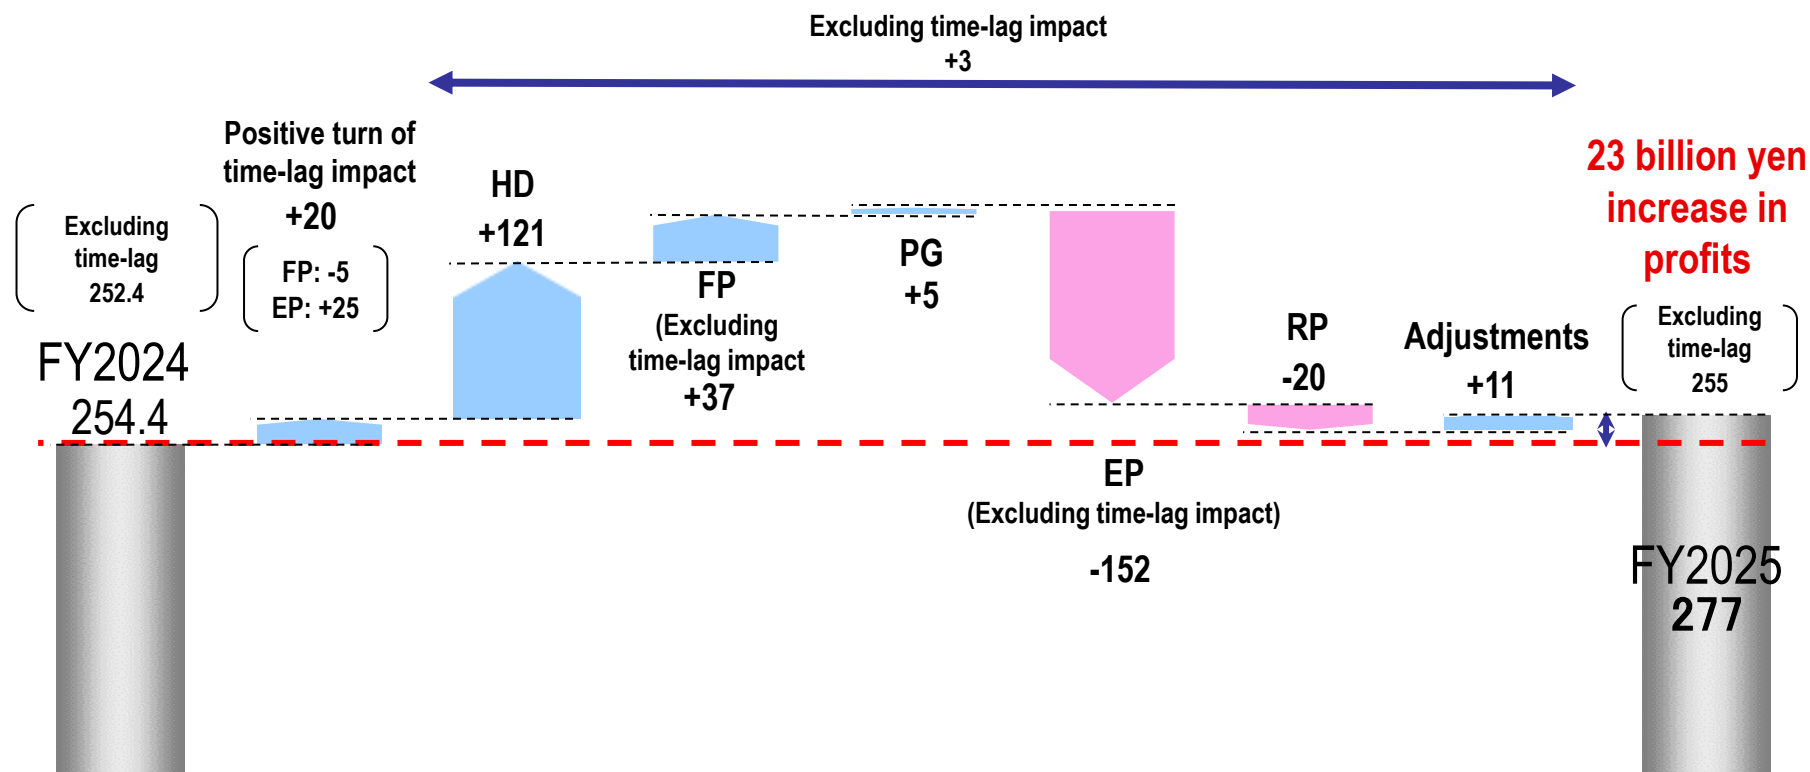 Excluding time-lag impact
+3
Positive turn of
time-lag impact
+20
FP: -5
EP: +25
Excluding
time-lag
252.4
FY2024
254.4
HD
+121
FP
(Excluding
time-lag impact
+37
PG
+5
EP
(Excluding time-lag impact)
-152
RP
-20
Adjustments
+11
23 billion yen
increase in
profits
Excluding
time-lag
255
FY2025
277